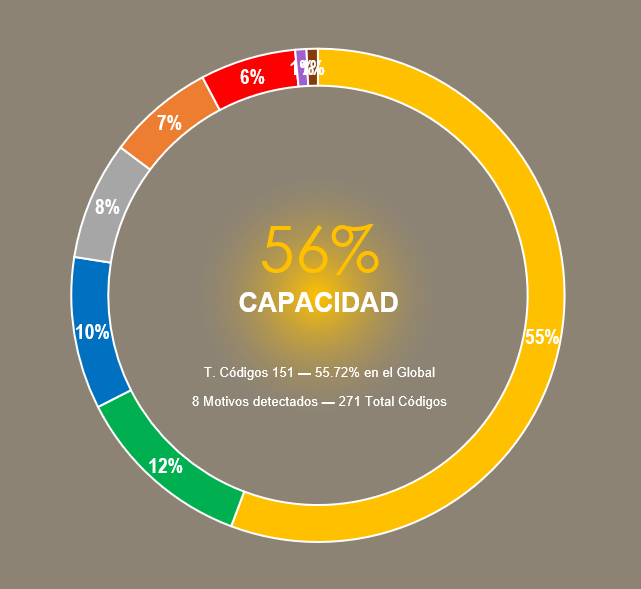 1%
6%
7%
8%
56%
CAPACIDAD
10%
55%
T. Códigos 151 — 55.72% en el Global
8 Motivos detectados — 271 Total Códigos
12%